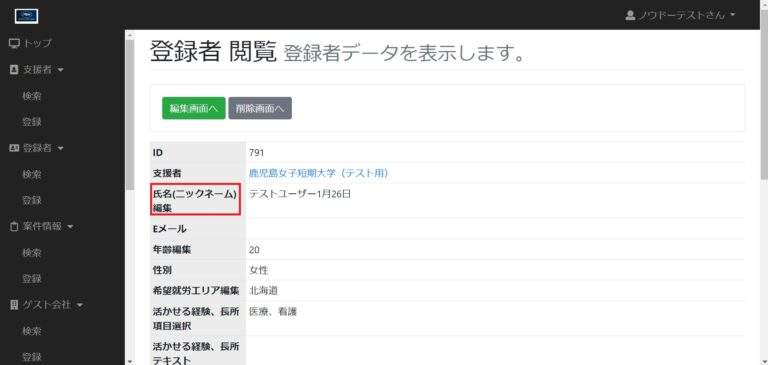 ノウドーテストさん
トップ
支援者
検索
登録
登録者
検索
登録
案件情報
検索
登録
ゲスト会社
検索
登録
登録者 閲覧 登録者データを表示します。
編集画面へ 削除画面へ
ID 791
支援者 鹿児島女子短期大学（テスト用）
氏名(ニックネーム) テストユーザー1月26日
編集
Eメール
年齢編集 20
性別 女性
希望就労エリア編集 北海道
活かせる経験、長所 医療、看護
項目選択
活かせる経験、長所
テキスト